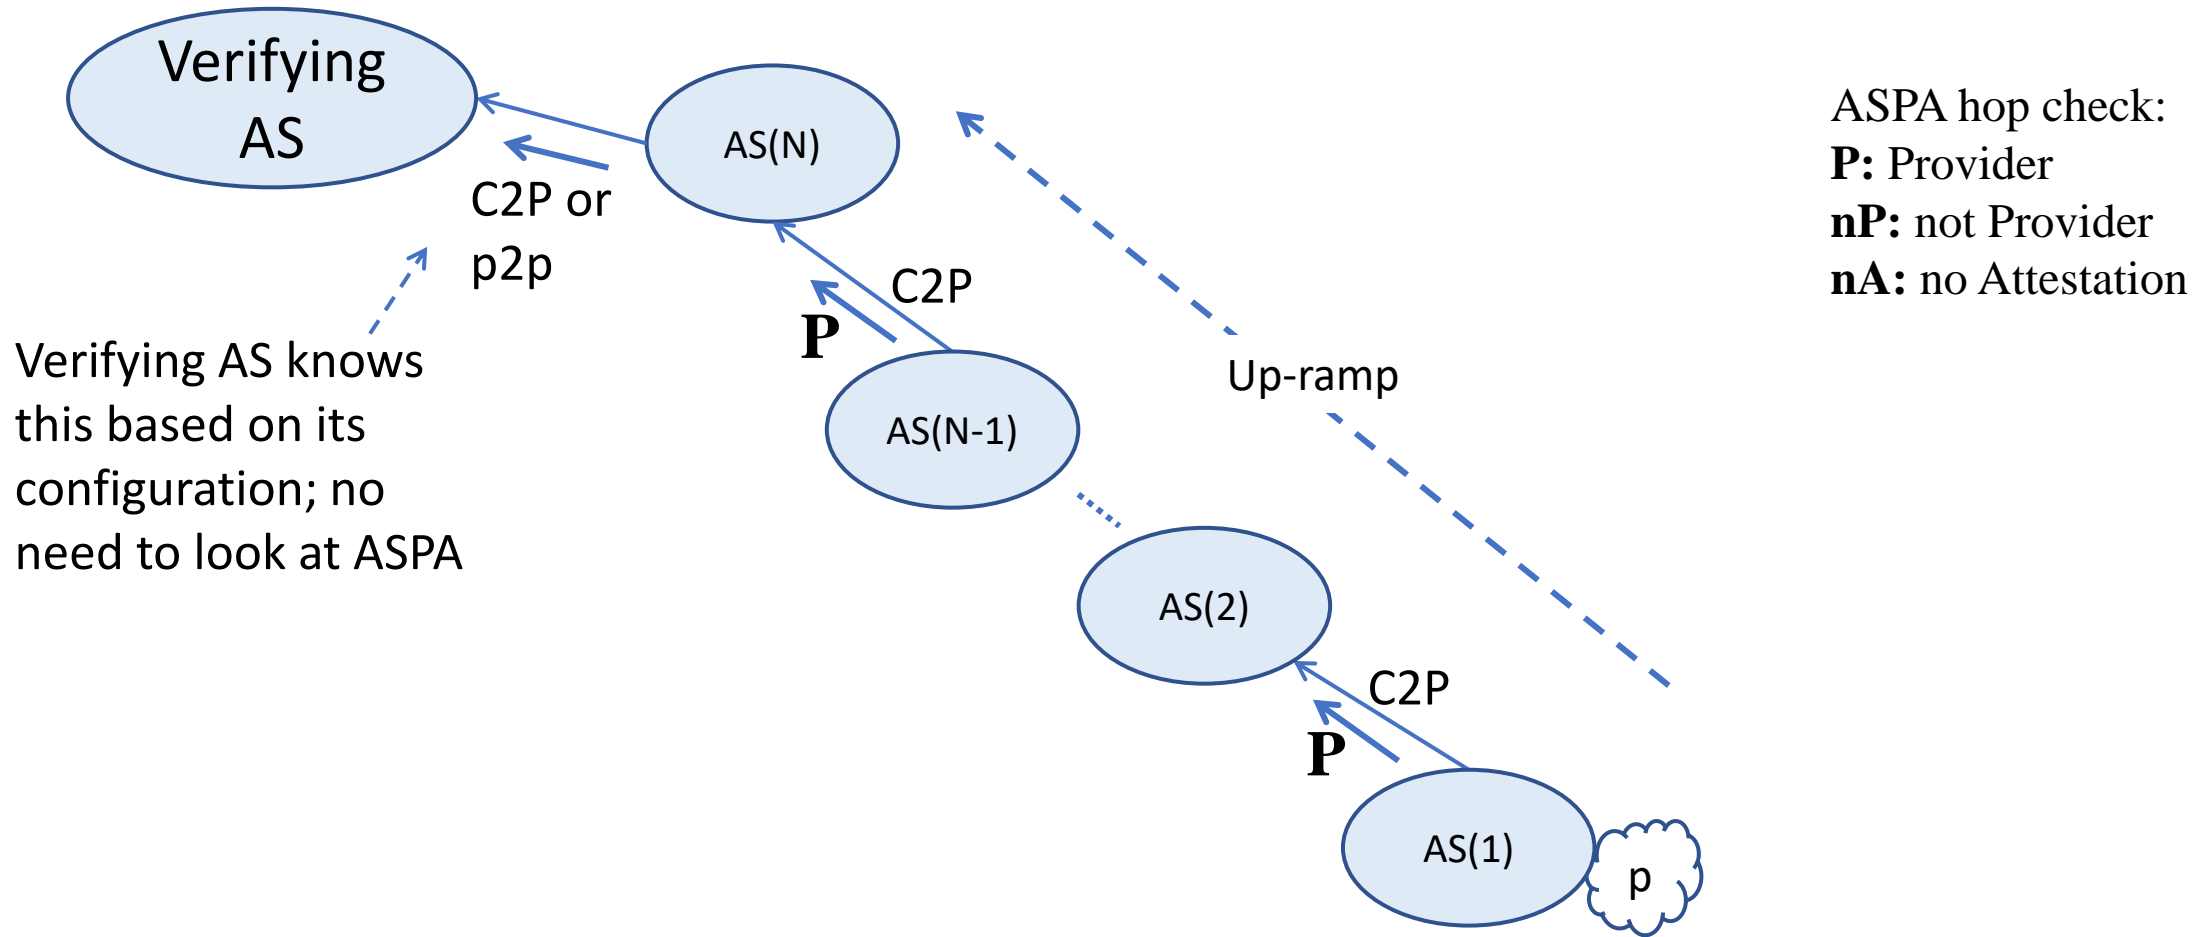 Verifying
AS
AS(N)
C2P or
p2p
Verifying AS knows
this based on its
configuration; no
need to look at ASPA
C2P
P
AS(N-1)
Up-ramp
AS(2)
C2P
P
AS(1)
p
ASPA hop check:
P: Provider
nP: not Provider
nA: no Attestation